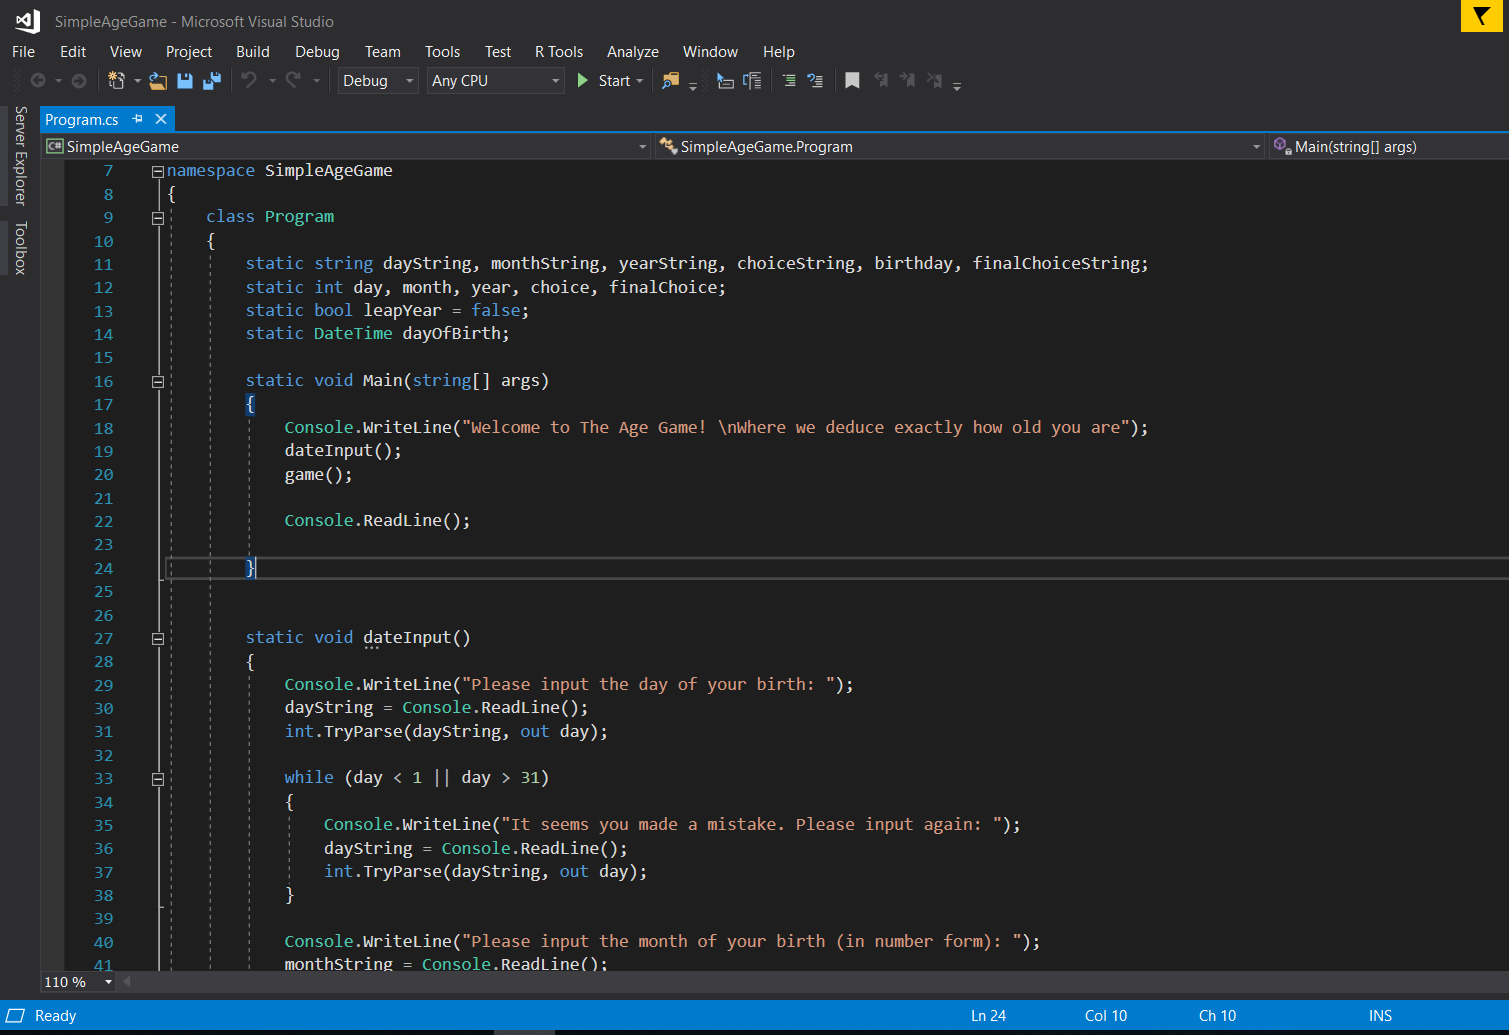 SimpleAgeGame - Microsoft Visual Studio
File Edit View Project Build Debug Team Tools Test R Tools Analyze Window Help
Debug Any CPU Start
Server Explorer
Toolbox
Program.cs
C# SimpleAgeGame SimpleAgeGame.Program Main(string[] args)
7 namespace SimpleAgeGame
8 {
9 class Program
10 {
11 static string dayString, monthString, yearString, choiceString, birthday, finalChoiceString;
12 static int day, month, year, choice, finalChoice;
13 static bool leapYear = false;
14 static DateTime dayOfBirth;
15
16 static void Main(string[] args)
17 {
18 Console.WriteLine("Welcome to The Age Game! \nWhere we deduce exactly how old you are");
19 dateInput();
20 game();
21
22 Console.ReadLine();
23
24 }
25
26
27 static void dateInput()
28 {
29 Console.WriteLine("Please input the day of your birth: ");
30 dayString = Console.ReadLine();
31 int.TryParse(dayString, out day);
32
33 while (day < 1 || day > 31)
34 {
35 Console.WriteLine("It seems you made a mistake. Please input again: ");
36 dayString = Console.ReadLine();
37 int.TryParse(dayString, out day);
38 }
39
40 Console.WriteLine("Please input the month of your birth (in number form): ");
41 monthString = Console.ReadLine();
110 %
Ready Ln 24 Col 10 Ch 10 INS